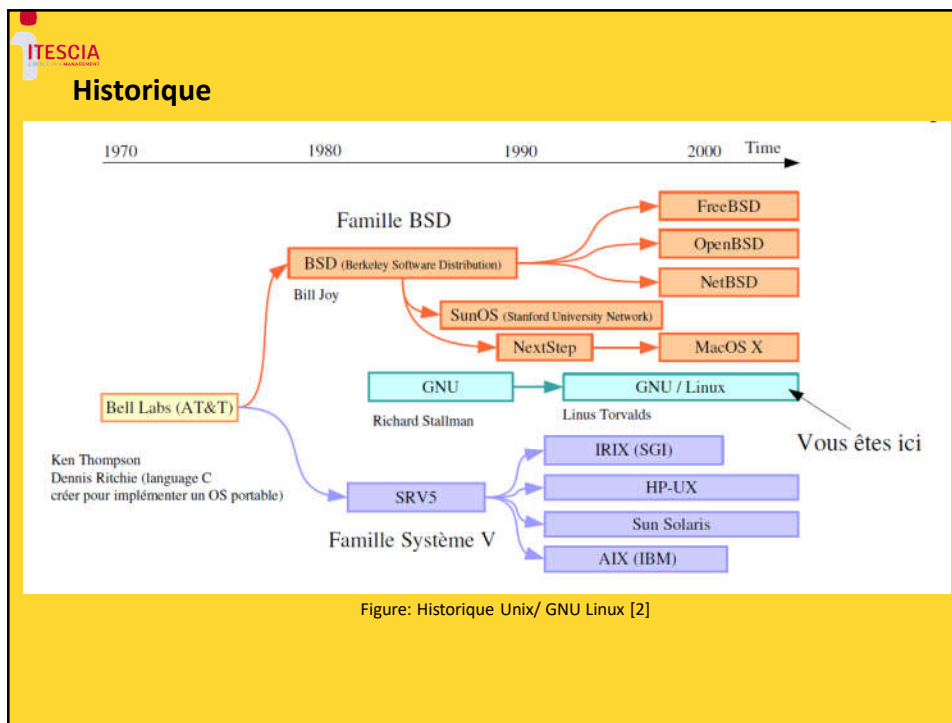 ITESCIA
Historique
1970 1980 1990 2000 Time
Famille BSD
FreeBSD
OpenBSD
BSD (Berkeley Software Distribution)
NetBSD
Bill Joy
SunOS (Stanford University Network)
NextStep
MacOS X
GNU
GNU / Linux
Bell Labs (AT&T)
Richard Stallman
Linus Torvalds
Vous êtes ici
Ken Thompson
Dennis Ritchie (language C
créer pour implémenter un OS portable)
IRIX (SGI)
SRV5
HP-UX
Sun Solaris
Famille Système V
AIX (IBM)
Figure: Historique Unix/ GNU Linux [2]